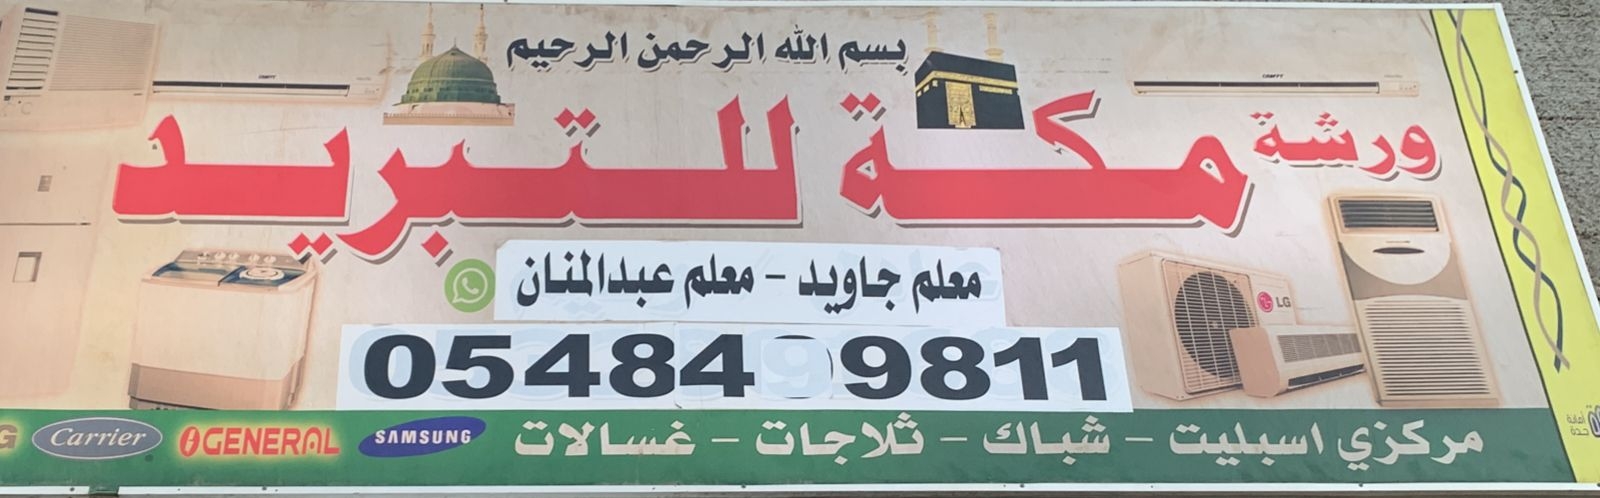 بسم الله الرحمن الرحيم
ورشة مكة للتبريد
معلم جاويد - معلم عبدالمنان
مركزي اسبليت - شباك - ثلاجات - غسالات
SAMSUNG
GENERAL
Carrier
LG